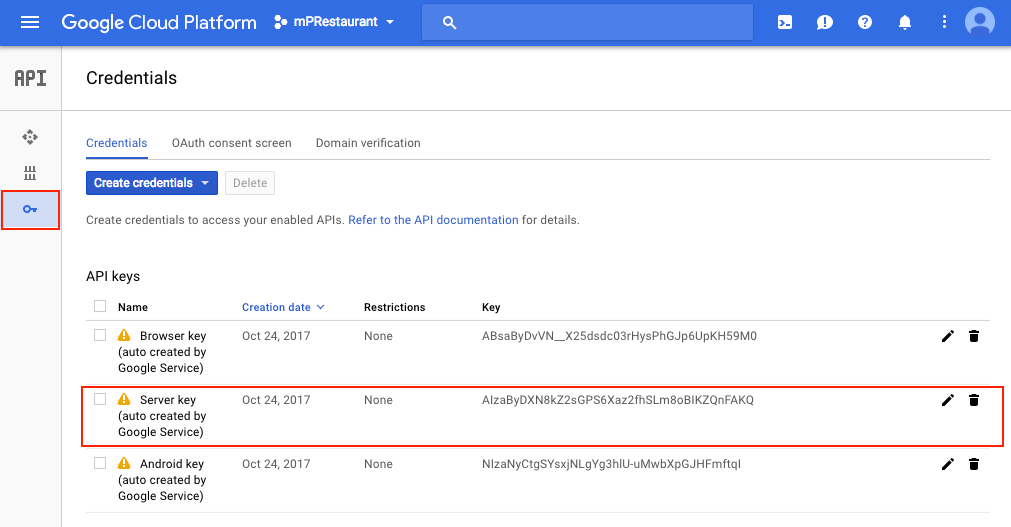 Google Cloud Platform mPRestaurant
API
Credentials
Credentials OAuth consent screen Domain verification
Create credentials Delete
Create credentials to access your enabled APIs. Refer to the API documentation for details.
API keys
Name Creation date Restrictions Key
Browser key Oct 24, 2017 None ABsaByDvVN__X25dsdc03rHysPhGJp6UpKH59M0
(auto created by
Google Service)
Server key Oct 24, 2017 None AIzaByDXN8kZ2sGPS6Xaz2fhSLm8oBIKZQnFAKQ
(auto created by
Google Service)
Android key Oct 24, 2017 None NIzaNyCtgSYsxjNLgYg3hlU-uMwbXpGJHFmftqI
(auto created by
Google Service)